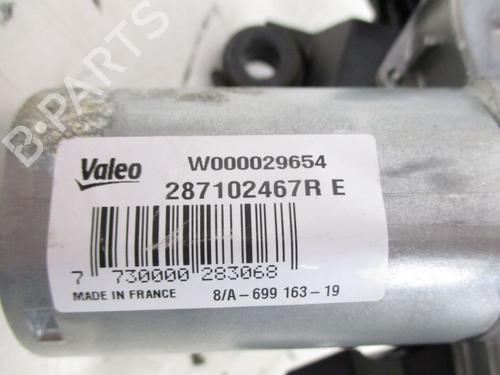 B-PARTS
Valeo
W000029654
287102467R E
7 730000 283068
MADE IN FRANCE 8/A-699 163-19